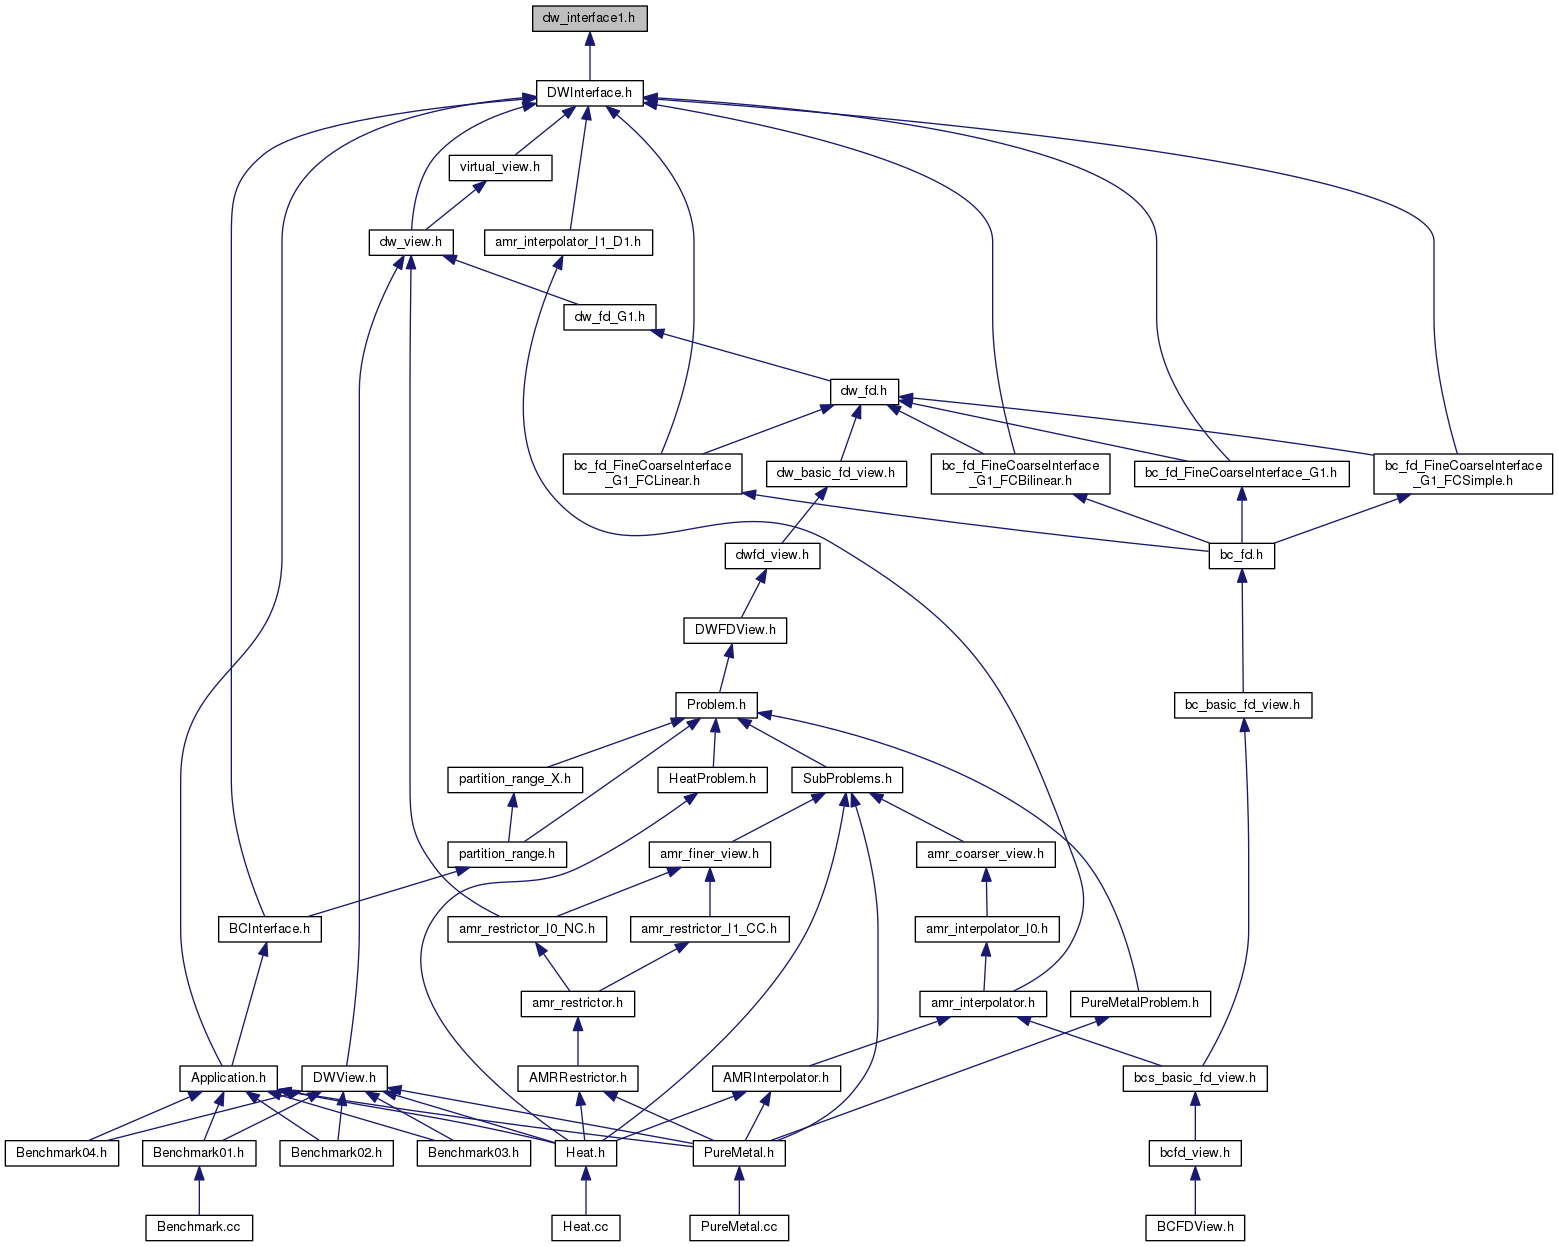 dw_interface1.h
DWInterface.h
virtual_view.h
dw_view.h
amr_interpolator_I1_D1.h
dw_fd_G1.h
dw_fd.h
bc_fd_FineCoarseInterface
_G1_FCLinear.h
dw_basic_fd_view.h
bc_fd_FineCoarseInterface
_G1_FCBilinear.h
bc_fd_FineCoarseInterface_G1.h
bc_fd_FineCoarseInterface
_G1_FCSimple.h
dwfd_view.h
bc_fd.h
DWFDView.h
Problem.h
bc_basic_fd_view.h
partition_range_X.h
HeatProblem.h
SubProblems.h
partition_range.h
amr_finer_view.h
amr_coarser_view.h
BCInterface.h
amr_restrictor_I0_NC.h
amr_restrictor_I1_CC.h
amr_interpolator_I0.h
amr_restrictor.h
amr_interpolator.h
PureMetalProblem.h
Application.h
DWView.h
AMRRestrictor.h
AMRInterpolator.h
bcs_basic_fd_view.h
Benchmark04.h
Benchmark01.h
Benchmark02.h
Benchmark03.h
Heat.h
PureMetal.h
bcfd_view.h
Benchmark.cc
Heat.cc
PureMetal.cc
BCFDView.h